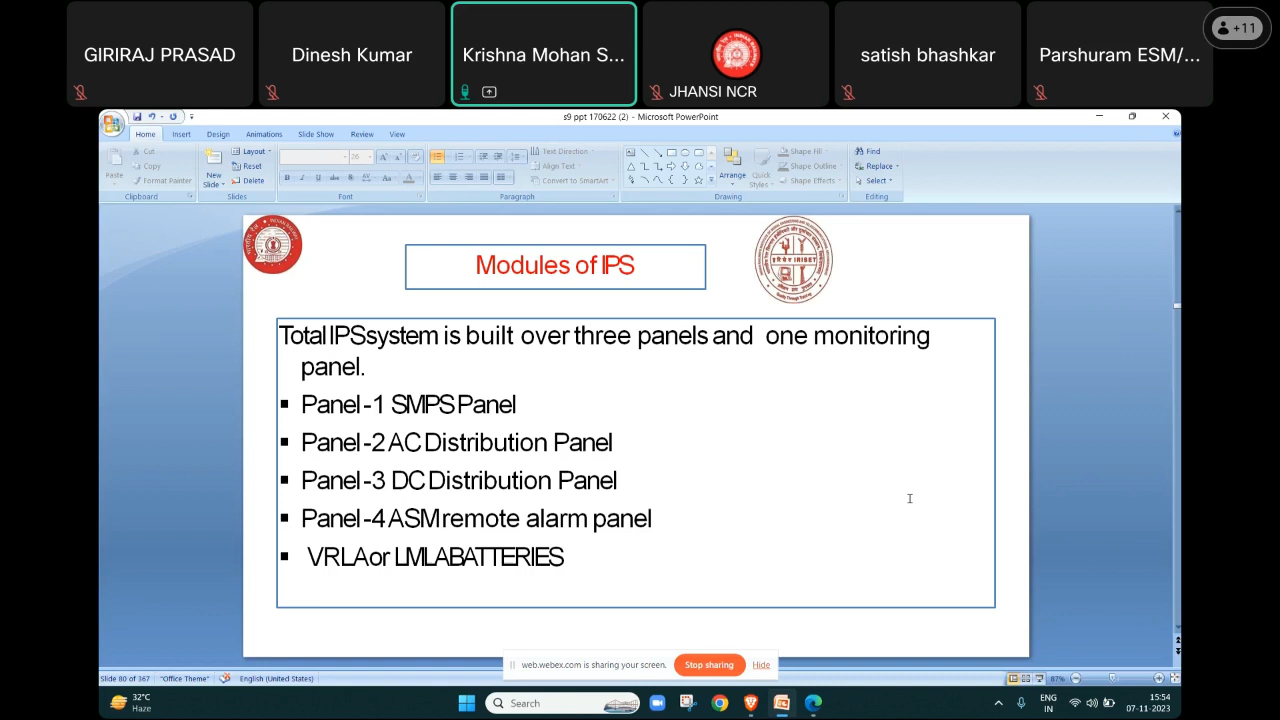 GIRIRAJ PRASAD
Dinesh Kumar
Krishna Mohan S...
JHANSI NCR
satish bhashkar
Parshuram ESM/...
+11
s9 ppt 170622 (2) - Microsoft PowerPoint
Home Insert Design Animations Slide Show Review View
Paste
Cut
Copy
Format Painter
Clipboard
New Slide
Layout
Reset
Delete
Slides
26
Font
Text Direction
Align Text
Convert to SmartArt
Paragraph
Arrange
Quick Styles
Shape Fill
Shape Outline
Shape Effects
Drawing
Find
Replace
Select
Editing
Modules of IPS
Total IPS system is built over three panels and one monitoring
panel.
Panel -1 SMPS Panel
Panel -2 AC Distribution Panel
Panel -3 DC Distribution Panel
Panel -4 ASM remote alarm panel
VRLA or LMLA BATTERIES
web.webex.com is sharing your screen. Stop sharing Hide
Slide 80 of 367 "Office Theme" English (United States) 87%
32°C
Haze
Search
ENG
IN
15:54
07-11-2023